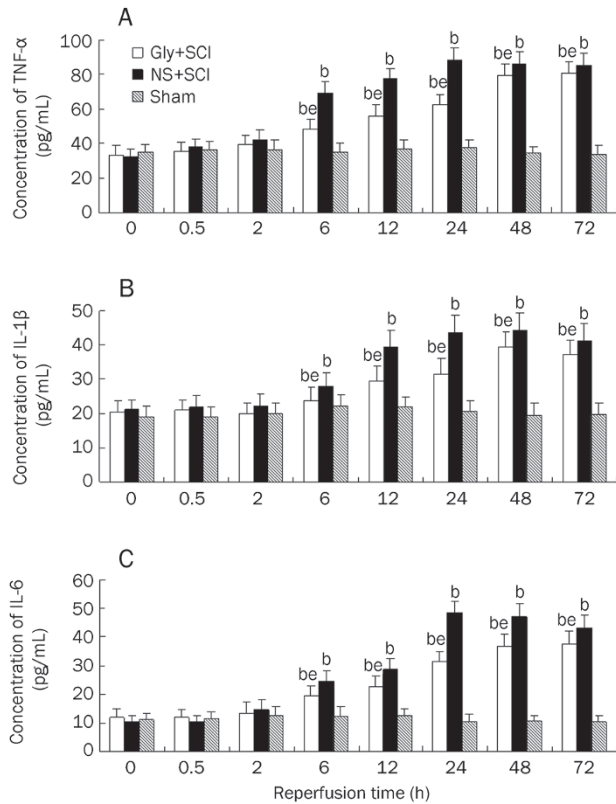 A
Gly+SCI
NS+SCI
Sham
Concentration of TNF-α
(pg/mL)
100
80
60
40
20
0
be b be b be b be b be b
0 0.5 2 6 12 24 48 72
B
Concentration of IL-1β
(pg/mL)
50
40
30
20
10
0
be b be b be b be b be b
0 0.5 2 6 12 24 48 72
C
Concentration of IL-6
(pg/mL)
60
50
40
30
20
10
0
be b be b be b be b be b
0 0.5 2 6 12 24 48 72
Reperfusion time (h)